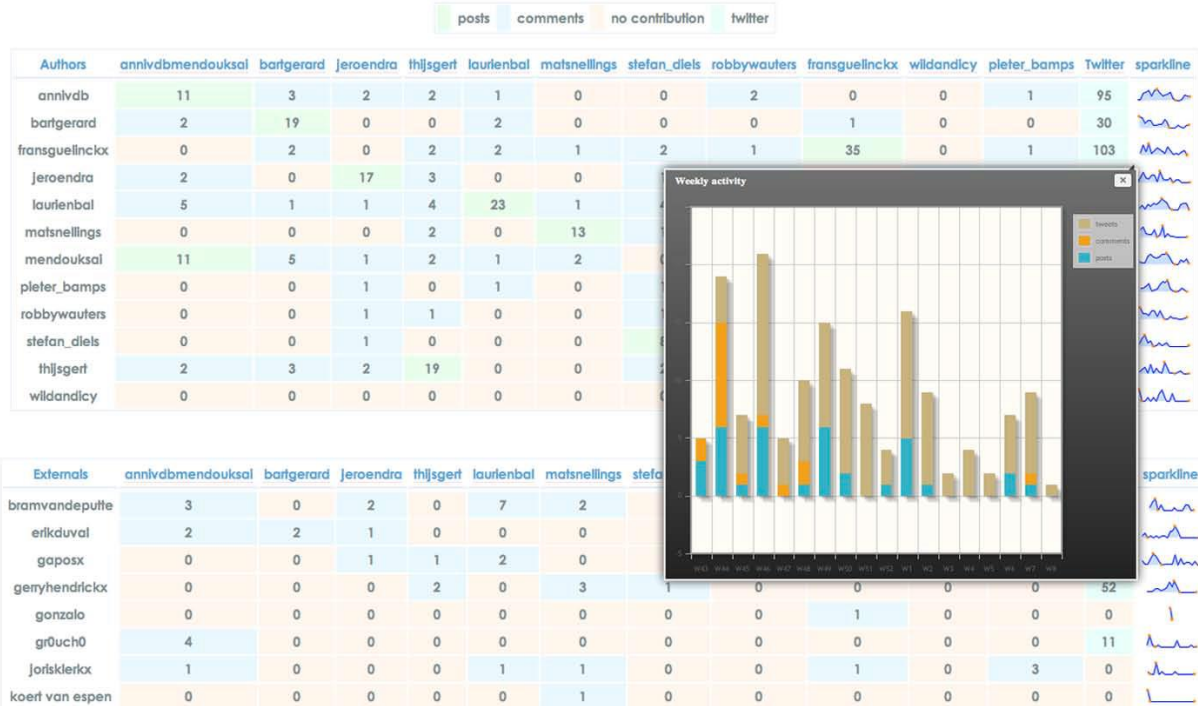 posts comments no contribution twitter
Authors annivdbmendouksai bartgerard jeroendra thijsgert laurienbal matsnellings stefan_diels robbywauters fransguelinckx wildandicy pieter_bamps Twitter sparkline
annivdb 11 3 2 2 1 0 0 2 0 0 1 95
bartgerard 2 19 0 0 2 0 0 0 1 0 0 30
fransguelinckx 0 2 0 2 2 1 2 1 35 0 1 103
jeroendra 2 0 17 3 0 0
laurienbal 5 1 1 4 23 1
matsnellings 0 0 0 2 0 13
mendouksai 11 5 1 2 1 2
pieter_bamps 0 0 1 0 1 0
robbywauters 0 0 1 1 0 0
stefan_diels 0 0 1 0 0 0
thijsgert 2 3 2 19 0 0
wildandicy 0 0 0 0 0 0
Weekly activity
tweets
comments
posts
5
0
-5
W43 W44 W45 W46 W47 W48 W49 W50 W51 W52 W1 W2 W3 W4 W5 W6 W7 W8
Externals annivdbmendouksai bartgerard jeroendra thijsgert laurienbal matsnellings stefa sparkline
bramvandeputte 3 0 2 0 7 2
erikduval 2 2 1 0 0 0
gaposx 0 0 1 1 2 0
gerryhendrickx 0 0 0 2 0 3 1 0 0 0 0 52
gonzalo 0 0 0 0 0 0 0 0 1 0 0 0
gr0uch0 4 0 0 0 0 0 0 0 0 0 0 11
jorisklerkx 1 0 0 0 1 1 0 0 1 0 3 0
koert van espen 0 0 0 0 0 1 0 0 0 0 0 0